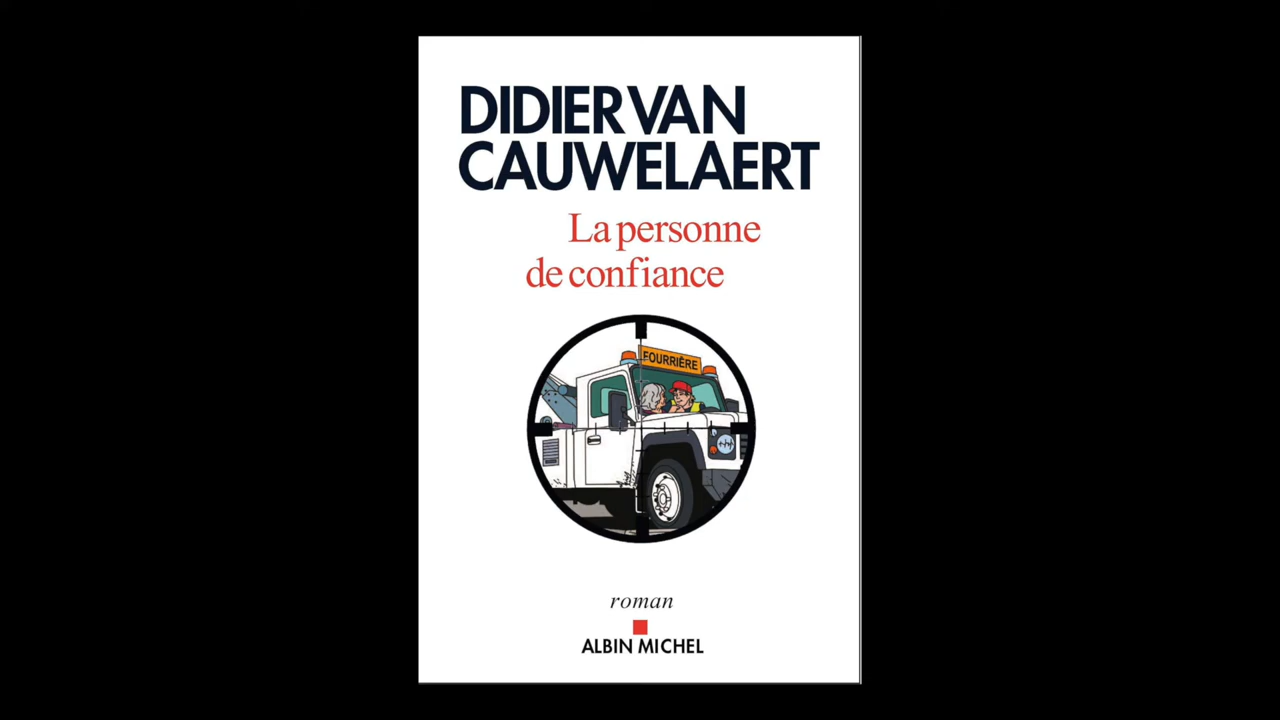 DIDIER VAN
CAUWELAERT
La personne
de confiance
FOURRIÈRE
roman
ALBIN MICHEL